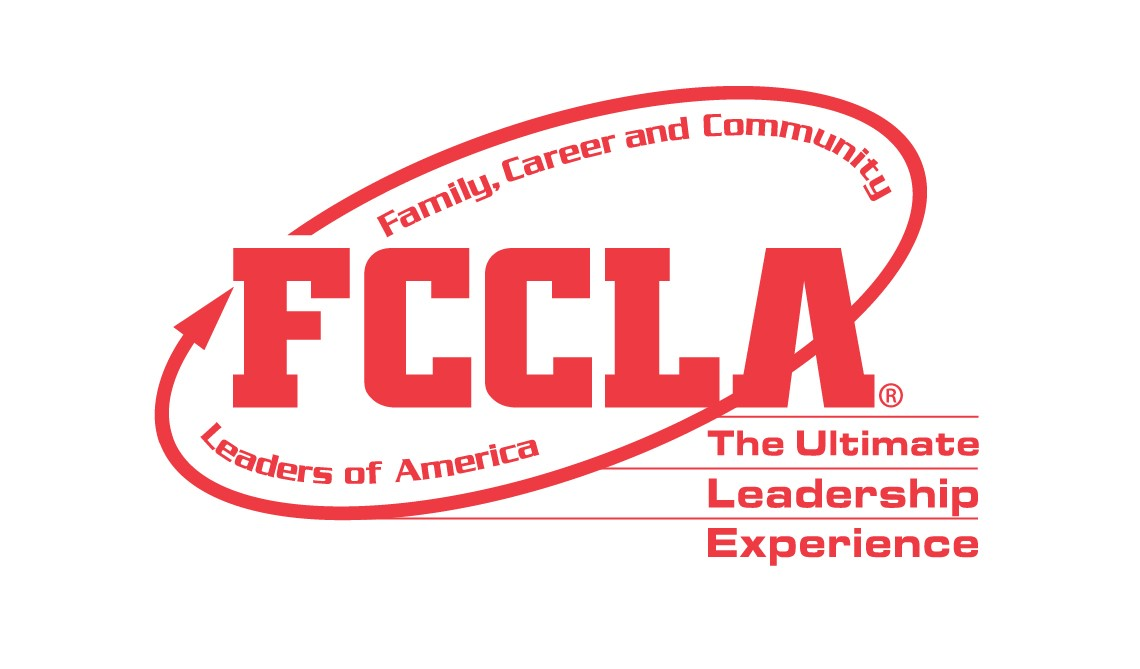 Family, Career and Community
FCCLA®
Leaders of America
The Ultimate
Leadership
Experience